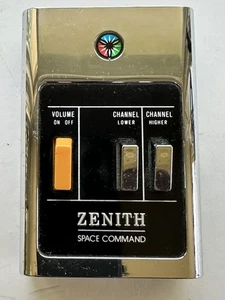 VOLUME
ON OFF
CHANNEL
LOWER
CHANNEL
HIGHER
ZENITH
SPACE COMMAND